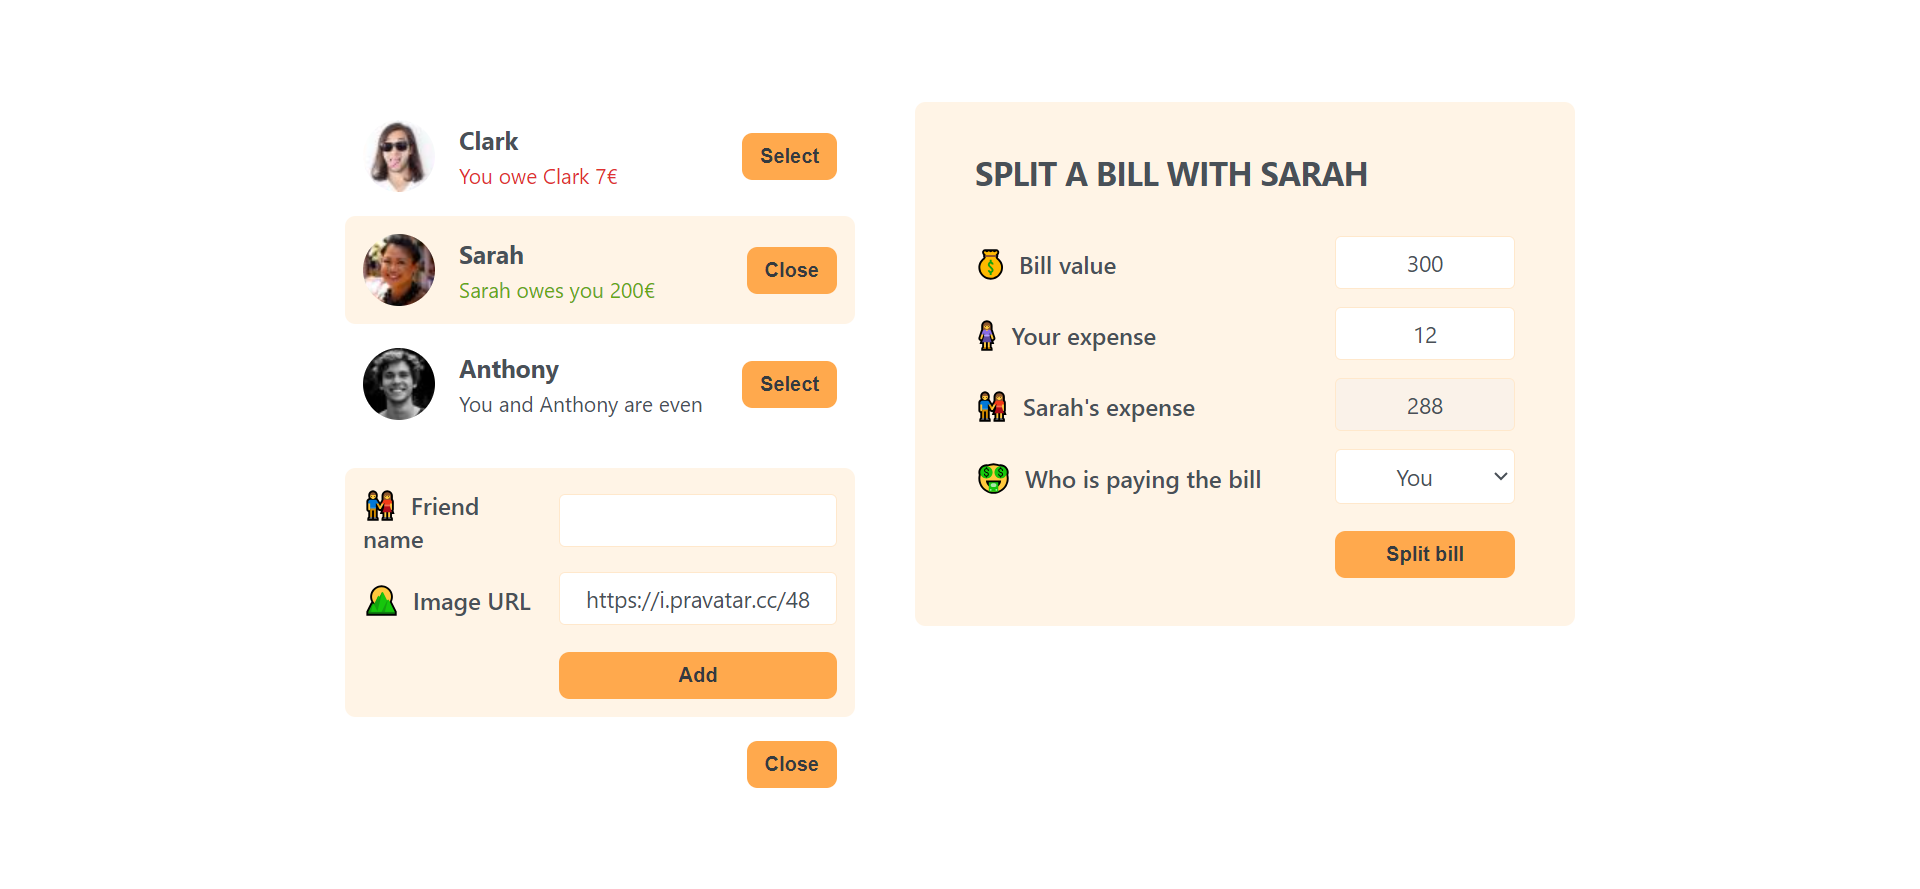 Clark
You owe Clark 7€
Select
Sarah
Sarah owes you 200€
Close
Anthony
You and Anthony are even
Select
Friend
name
Image URL
https://i.pravatar.cc/48
Add
Close
SPLIT A BILL WITH SARAH
Bill value
300
Your expense
12
Sarah's expense
288
Who is paying the bill
You
Split bill